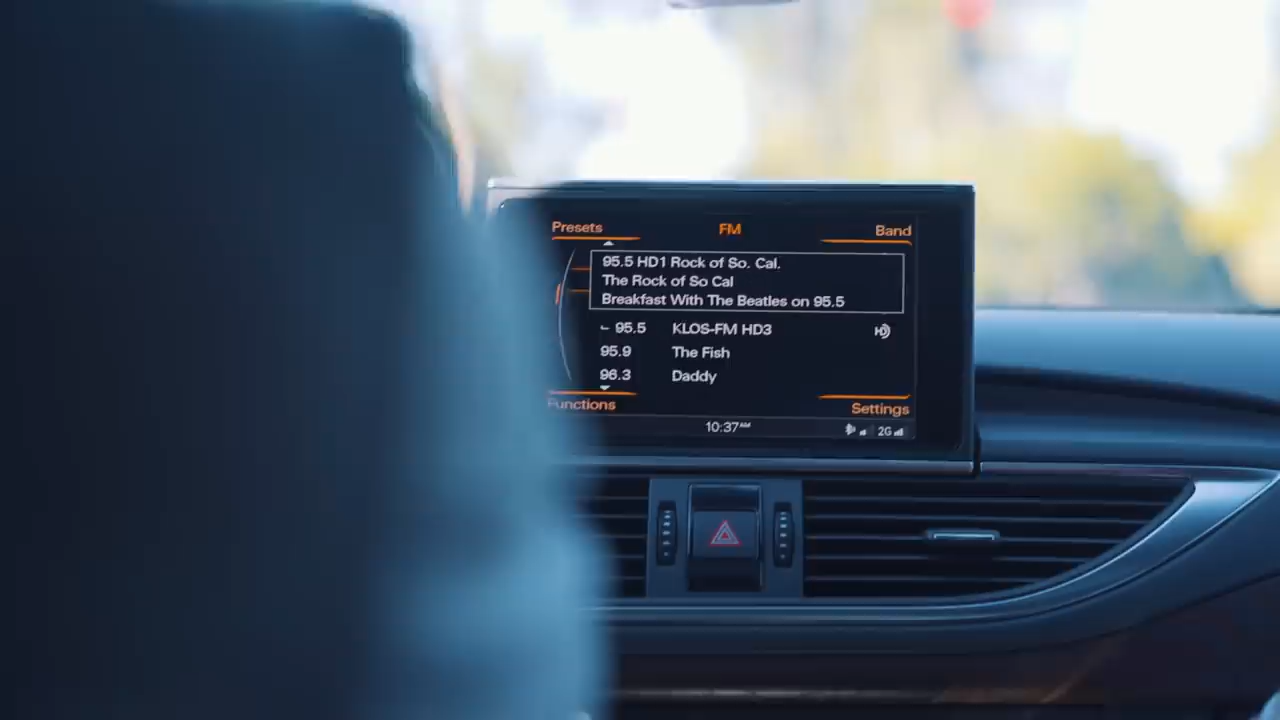 Presets FM Band
95.5 HD1 Rock of So. Cal.
The Rock of So Cal
Breakfast With The Beatles on 95.5
95.5 KLOS-FM HD3 HD
95.9 The Fish
96.3 Daddy
Functions Settings
10:37AM 2G